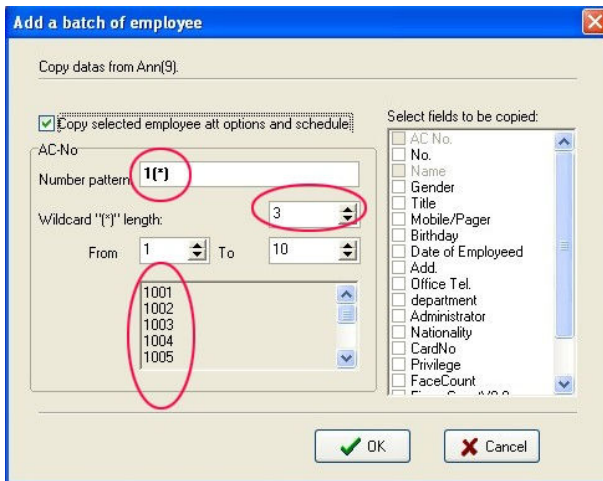 Add a batch of employee
Copy datas from Ann(9).
Copy selected employee att options and schedule
AC-No
Number pattern 1(*)
Wildcard "(*)" length: 3
From 1 To 10
1001
1002
1003
1004
1005
Select fields to be copied:
AC No.
No.
Name
Gender
Title
Mobile/Pager
Birthday
Date of Employeed
Add.
Office Tel.
department
Administrator
Nationality
CardNo
Privilege
FaceCount
OK
Cancel